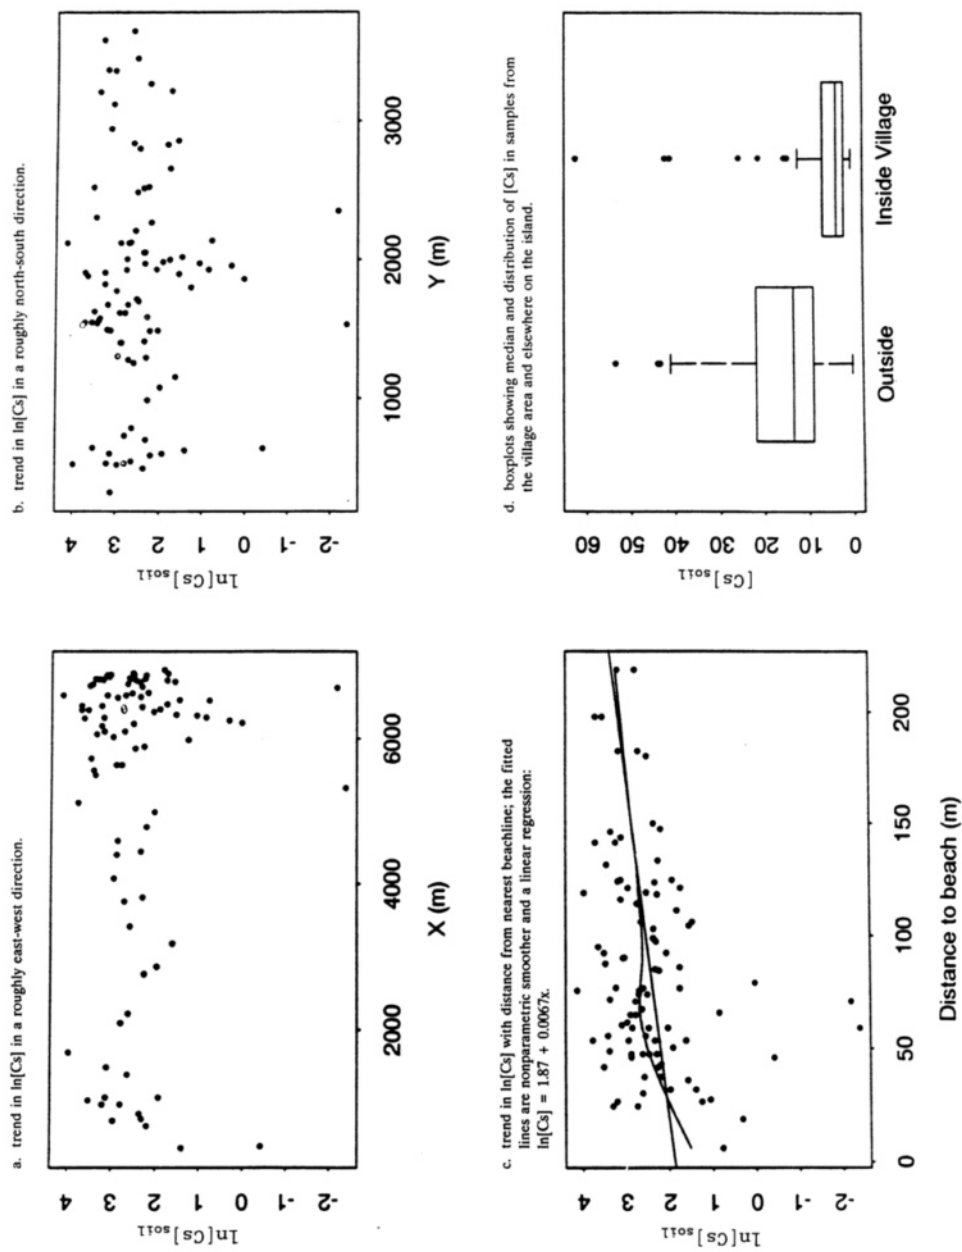 a. trend in ln[Cs] in a roughly east-west direction.
ln[Cs]soil
4
3
2
1
0
-1
-2
2000
4000
6000
X (m)
b. trend in ln[Cs] in a roughly north-south direction.
ln[Cs]soil
4
3
2
1
0
-1
-2
1000
2000
3000
Y (m)
c. trend in ln[Cs] with distance from nearest beachline; the fitted
lines are nonparametric smoother and a linear regression:
ln[Cs] = 1.87 + 0.0067x.
ln[Cs]soil
4
3
2
1
0
-1
-2
0
50
100
150
200
Distance to beach (m)
d. boxplots showing median and distribution of [Cs] in samples from
the village area and elsewhere on the island.
[Cs]soil
60
50
40
20
10
0
Outside
Inside Village